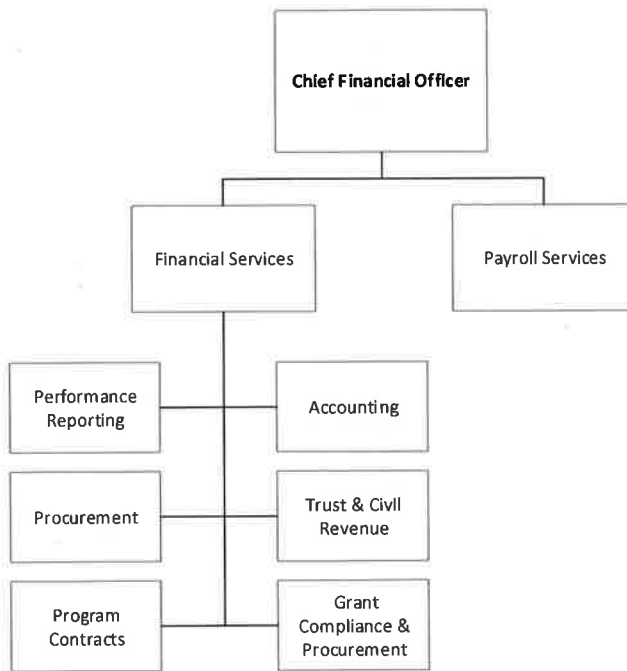 Chief Financial Officer
Financial Services
Payroll Services
Performance
Reporting
Accounting
Procurement
Trust & Civil
Revenue
Program
Contracts
Grant
Compliance &
Procurement